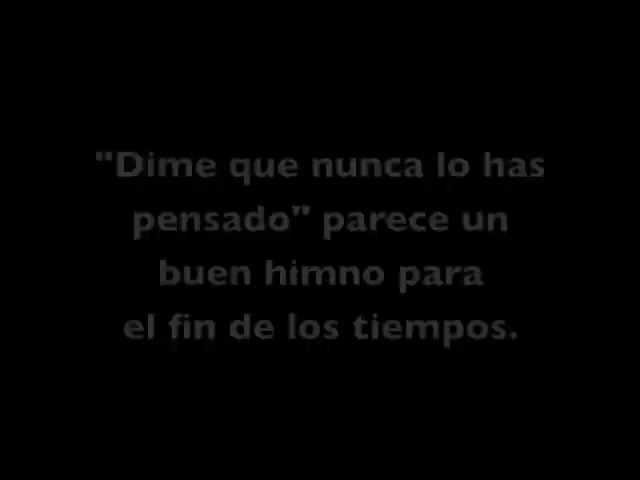 "Dime que nunca lo has
pensado" parece un
buen himno para
el fin de los tiempos.